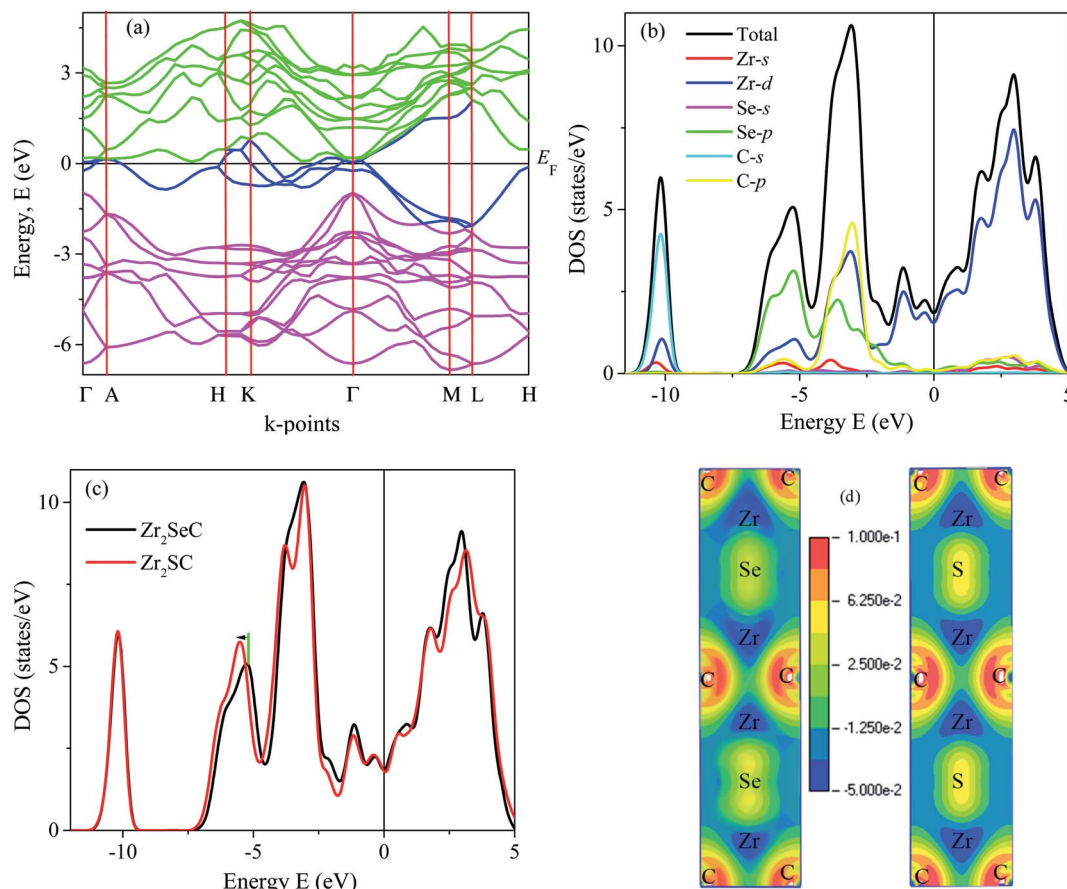 (a)
3
0
-3
-6
Energy, E (eV)
E_F
Γ A H K Γ M L H
k-points
(b)
10
5
0
DOS (states/eV)
Total
Zr-s
Zr-d
Se-s
Se-p
C-s
C-p
-10 -5 0 5
Energy E (eV)
(c)
10
5
0
DOS (states/eV)
Zr₂SeC
Zr₂SC
-10 -5 0 5
Energy E (eV)
(d)
C C
Zr
Se
Zr
C C
Zr
Se
Zr
C C
1.000e-1
6.250e-2
2.500e-2
-1.250e-2
-5.000e-2
C C
Zr
S
Zr
C C
Zr
S
Zr
C C